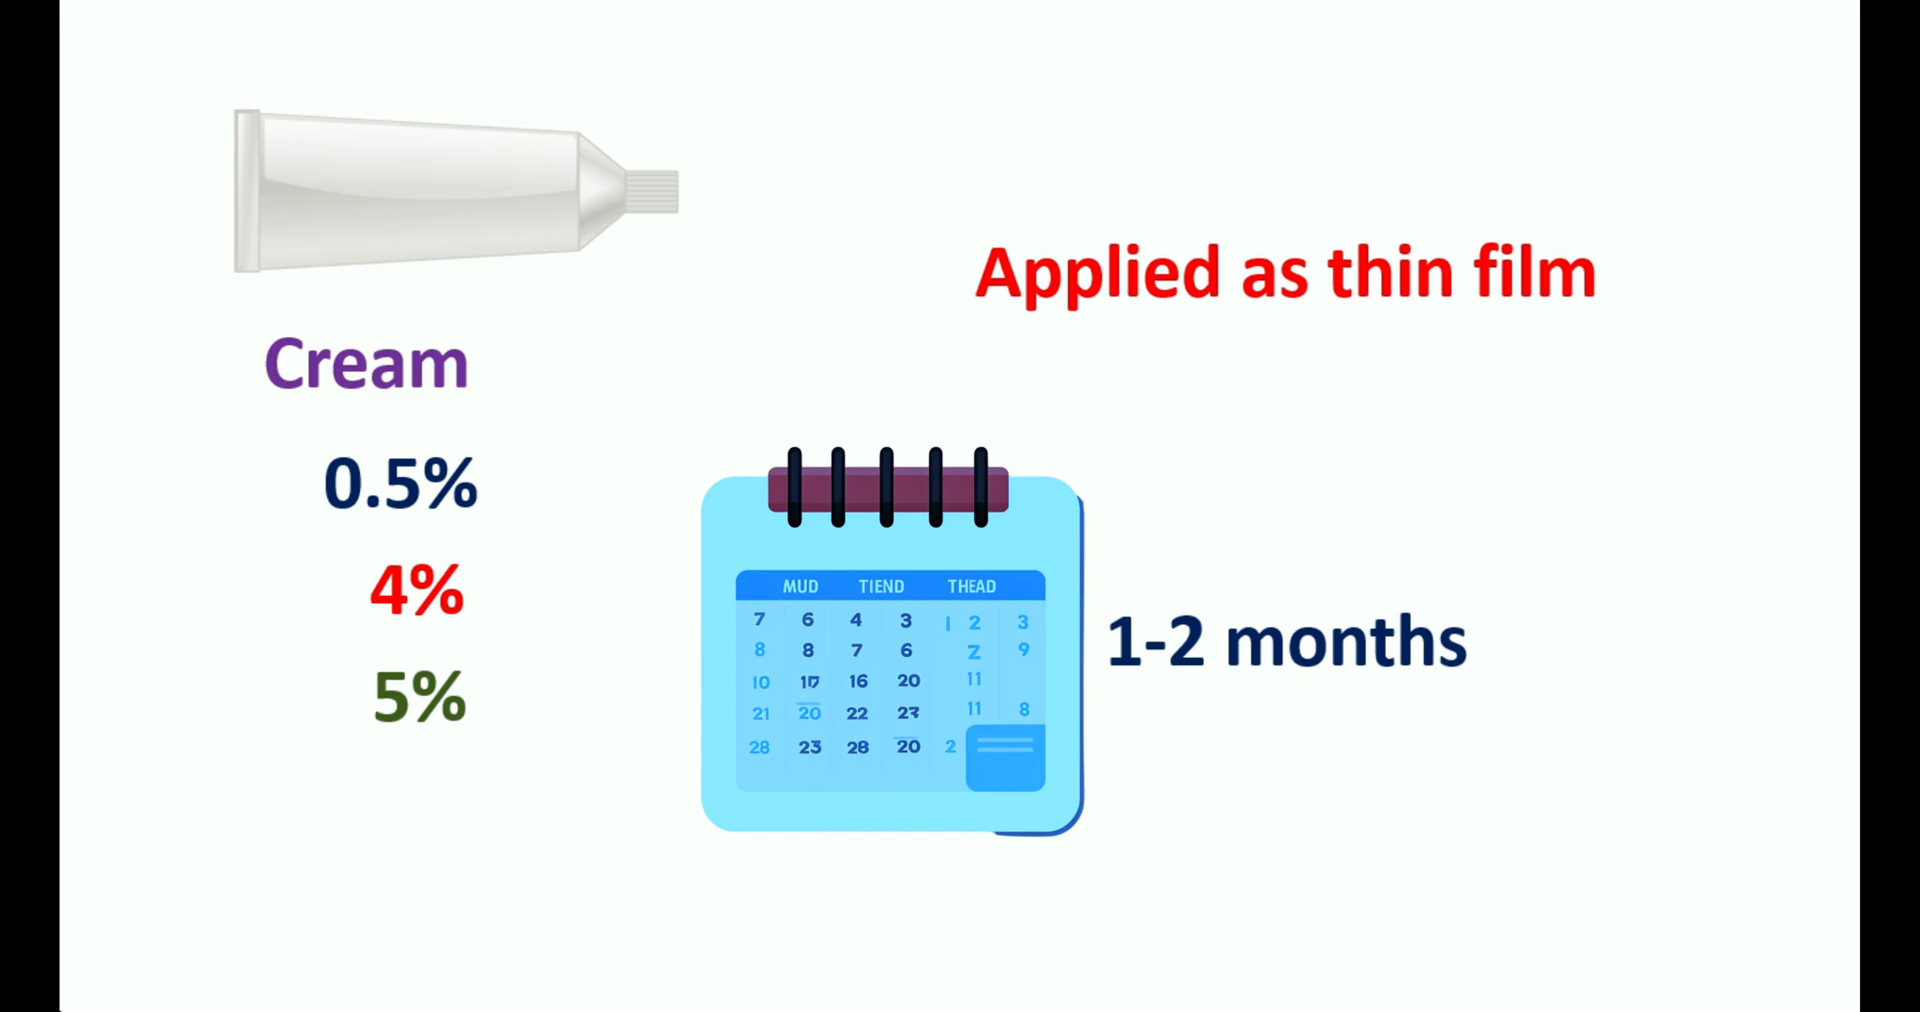 Applied as thin film
Cream
0.5%
4%
5%
MUD TIEND THEAD
7 6 4 3 1 2 3
8 8 7 6 Z 9
10 17 16 20 11
21 20 22 27 11 8
28 23 28 20 2
1-2 months